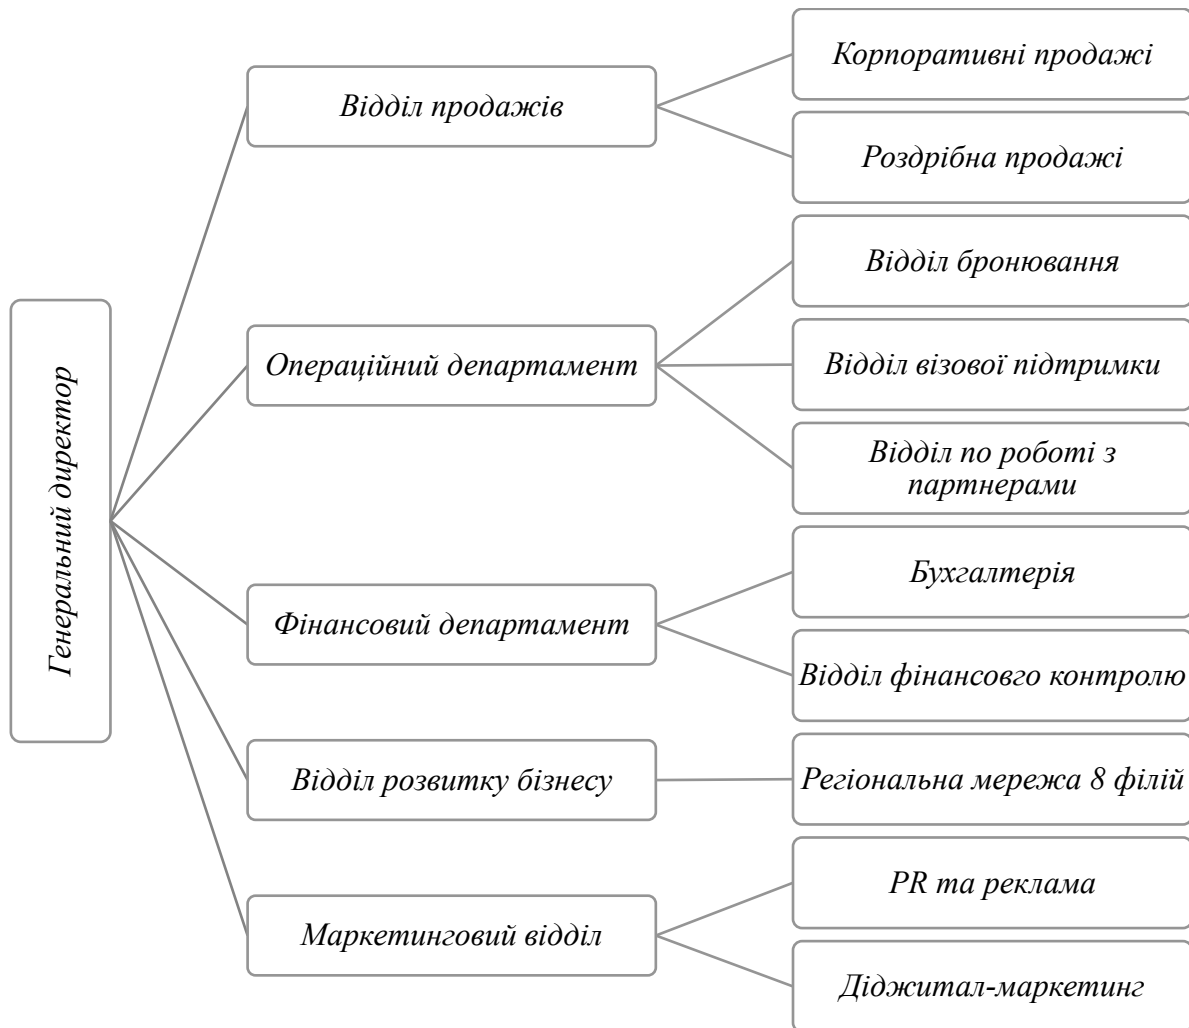 Генеральний директор
Відділ продажів
Корпоративні продажі
Роздрібна продажі
Операційний департамент
Відділ бронювання
Відділ візової підтримки
Відділ по роботі з
партнерами
Фінансовий департамент
Бухгалтерія
Відділ фінансовго контролю
Відділ розвитку бізнесу
Регіональна мережа 8 філій
Маркетинговий відділ
PR та реклама
Діджитал-маркетинг